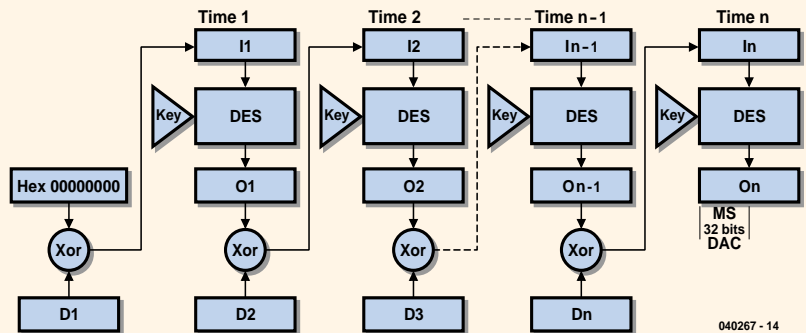 Time 1 Time 2 Time n-1 Time n
I1 I2 In-1 In
Key DES Key DES Key DES Key DES
Hex 00000000 O1 O2 On-1 On
MS
32 bits
DAC
Xor Xor Xor Xor
D1 D2 D3 Dn
040267 - 14